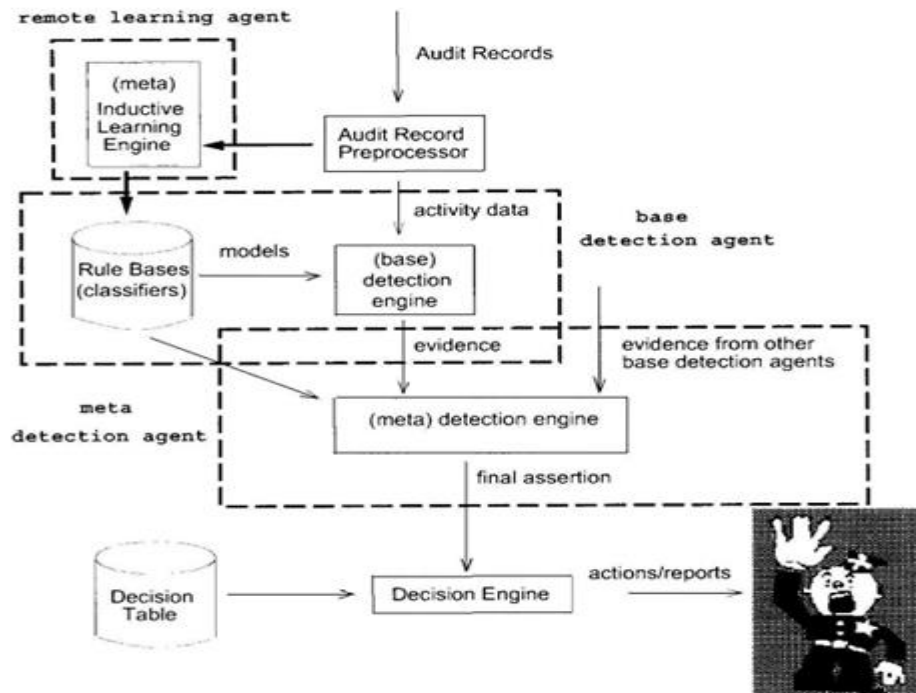 remote learning agent
Audit Records
(meta)
Inductive
Learning
Engine
Audit Record
Preprocessor
activity data
base
detection agent
models
Rule Bases
(classifiers)
(base)
detection
engine
evidence
evidence from other
base detection agents
meta
detection agent
(meta) detection engine
final assertion
Decision
Table
Decision Engine
actions/reports